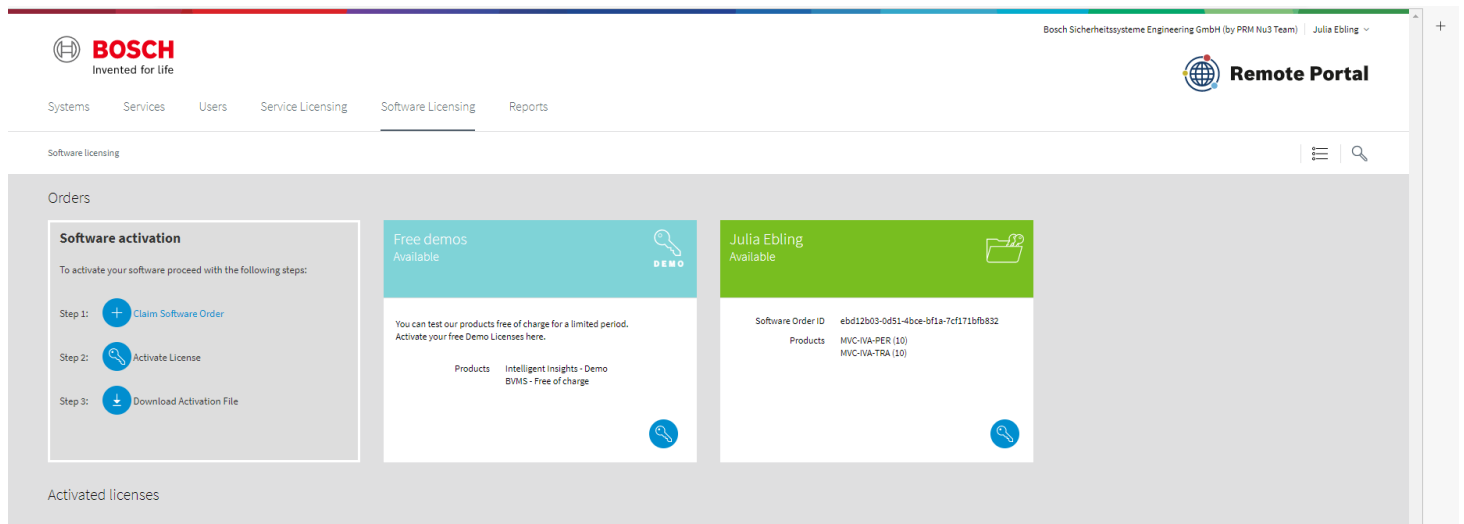 Bosch Sicherheitssysteme Engineering GmbH (by PRM Nu3 Team) Julia Ebling
BOSCH
Invented for life
Remote Portal
Systems Services Users Service Licensing Software Licensing Reports
Software licensing
Orders
Software activation
To activate your software proceed with the following steps:
Step 1: Claim Software Order
Step 2: Activate License
Step 3: Download Activation File
Free demos
Available
DEMO
You can test our products free of charge for a limited period.
Activate your free Demo Licenses here.
Products Intelligent Insights - Demo
BVMS - Free of charge
Julia Ebling
Available
Software Order ID ebd12b03-0d51-4bce-bf1a-7cf171bfb832
Products MVC-IVA-PER (10)
MVC-IVA-TRA (10)
Activated licenses